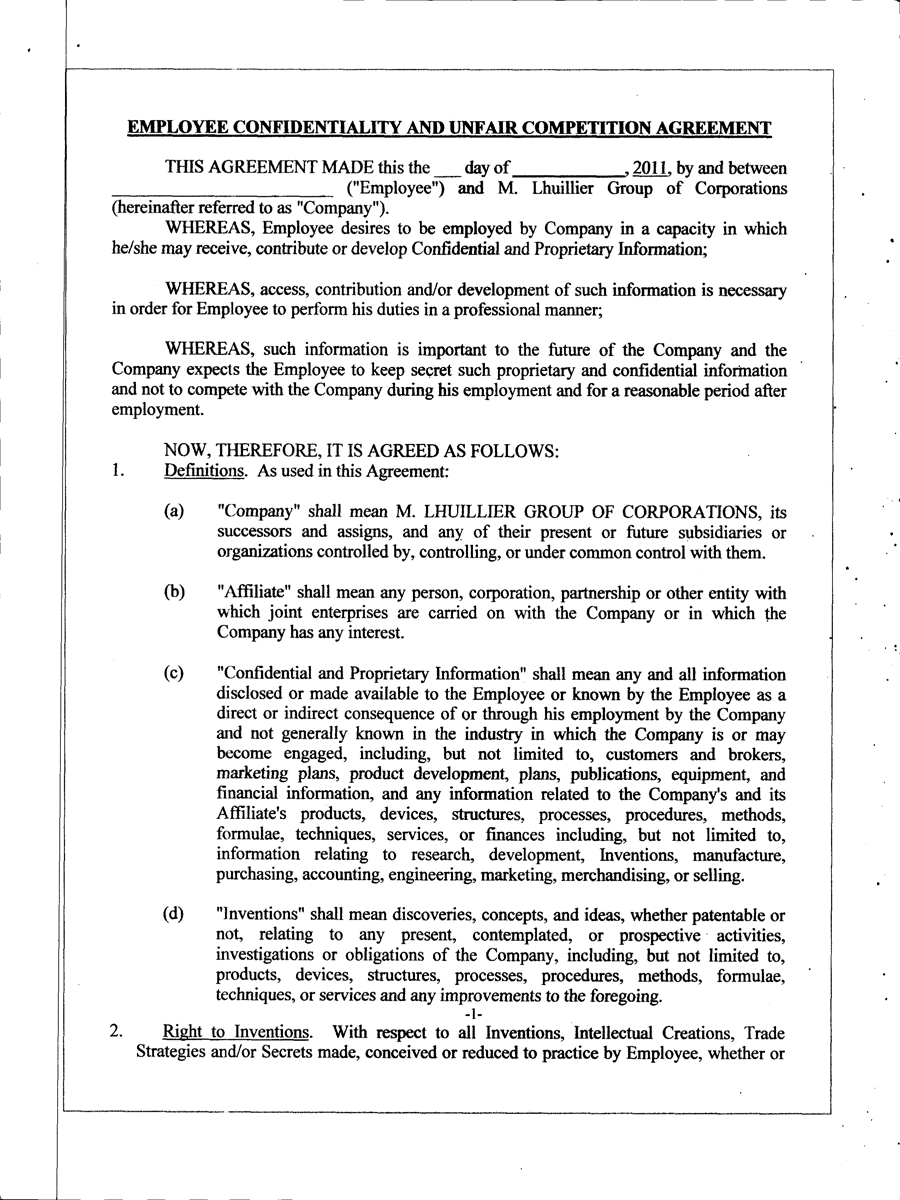 EMPLOYEE CONFIDENTIALITY AND UNFAIR COMPETITION AGREEMENT
THIS AGREEMENT MADE this the ___ day of ____________, 2011, by and between
________________________ ("Employee") and M. Lhuillier Group of Corporations
(hereinafter referred to as "Company").
WHEREAS, Employee desires to be employed by Company in a capacity in which
he/she may receive, contribute or develop Confidential and Proprietary Information;
WHEREAS, access, contribution and/or development of such information is necessary
in order for Employee to perform his duties in a professional manner;
WHEREAS, such information is important to the future of the Company and the
Company expects the Employee to keep secret such proprietary and confidential information
and not to compete with the Company during his employment and for a reasonable period after
employment.
NOW, THEREFORE, IT IS AGREED AS FOLLOWS:
1. Definitions. As used in this Agreement:
(a) "Company" shall mean M. LHUILLIER GROUP OF CORPORATIONS, its
successors and assigns, and any of their present or future subsidiaries or
organizations controlled by, controlling, or under common control with them.
(b) "Affiliate" shall mean any person, corporation, partnership or other entity with
which joint enterprises are carried on with the Company or in which the
Company has any interest.
(c) "Confidential and Proprietary Information" shall mean any and all information
disclosed or made available to the Employee or known by the Employee as a
direct or indirect consequence of or through his employment by the Company
and not generally known in the industry in which the Company is or may
become engaged, including, but not limited to, customers and brokers,
marketing plans, product development, plans, publications, equipment, and
financial information, and any information related to the Company's and its
Affiliate's products, devices, structures, processes, procedures, methods,
formulae, techniques, services, or finances including, but not limited to,
information relating to research, development, Inventions, manufacture,
purchasing, accounting, engineering, marketing, merchandising, or selling.
(d) "Inventions" shall mean discoveries, concepts, and ideas, whether patentable or
not, relating to any present, contemplated, or prospective activities,
investigations or obligations of the Company, including, but not limited to,
products, devices, structures, processes, procedures, methods, formulae,
techniques, or services and any improvements to the foregoing.
-1-
2. Right to Inventions. With respect to all Inventions, Intellectual Creations, Trade
Strategies and/or Secrets made, conceived or reduced to practice by Employee, whether or